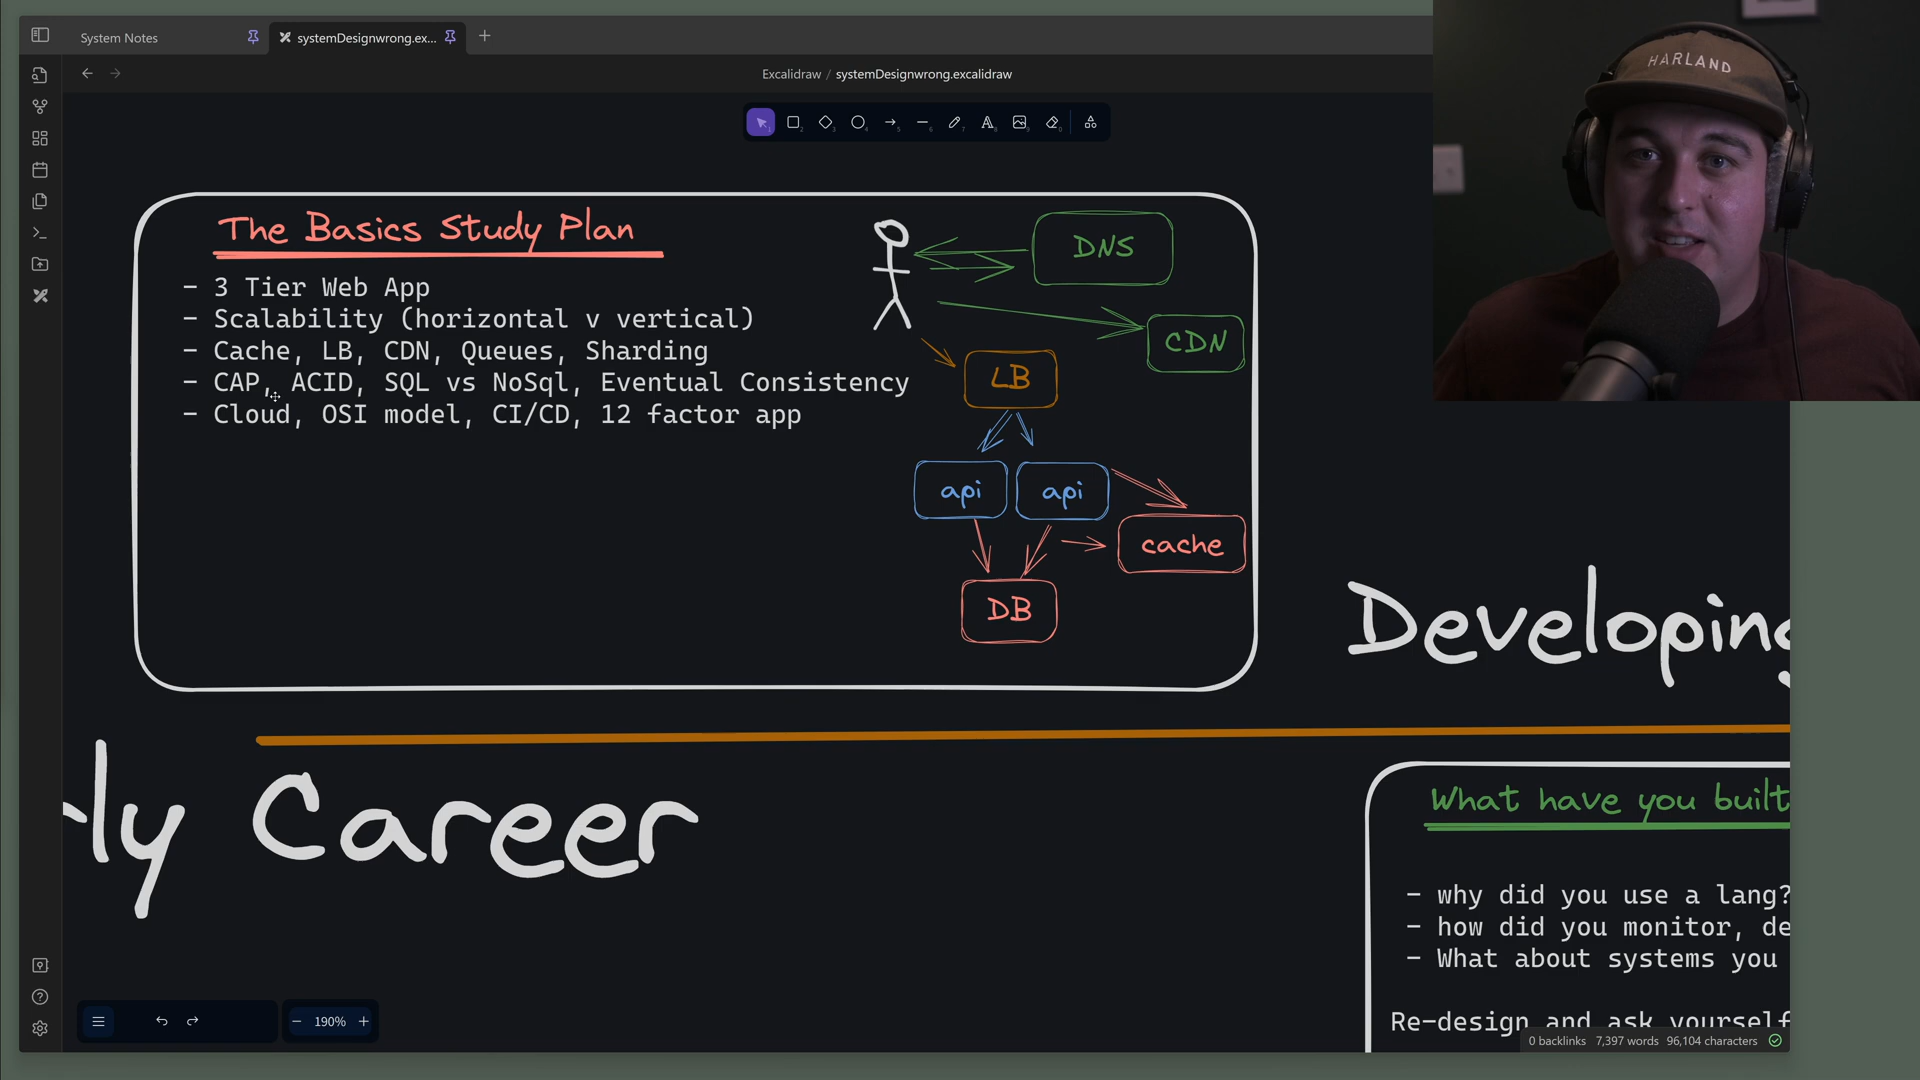 System Notes
systemDesignwrong.ex...
Excalidraw / systemDesignwrong.excalidraw
HARLAND
The Basics Study Plan
- 3 Tier Web App
- Scalability (horizontal v vertical)
- Cache, LB, CDN, Queues, Sharding
- CAP, ACID, SQL vs NoSql, Eventual Consistency
- Cloud, OSI model, CI/CD, 12 factor app
DNS
CDN
LB
api
api
cache
DB
Developing
ly Career
What have you built
- why did you use a lang?
- how did you monitor, de
- What about systems you
Re-design and ask yourself
190%
0 backlinks 7,397 words 96,104 characters